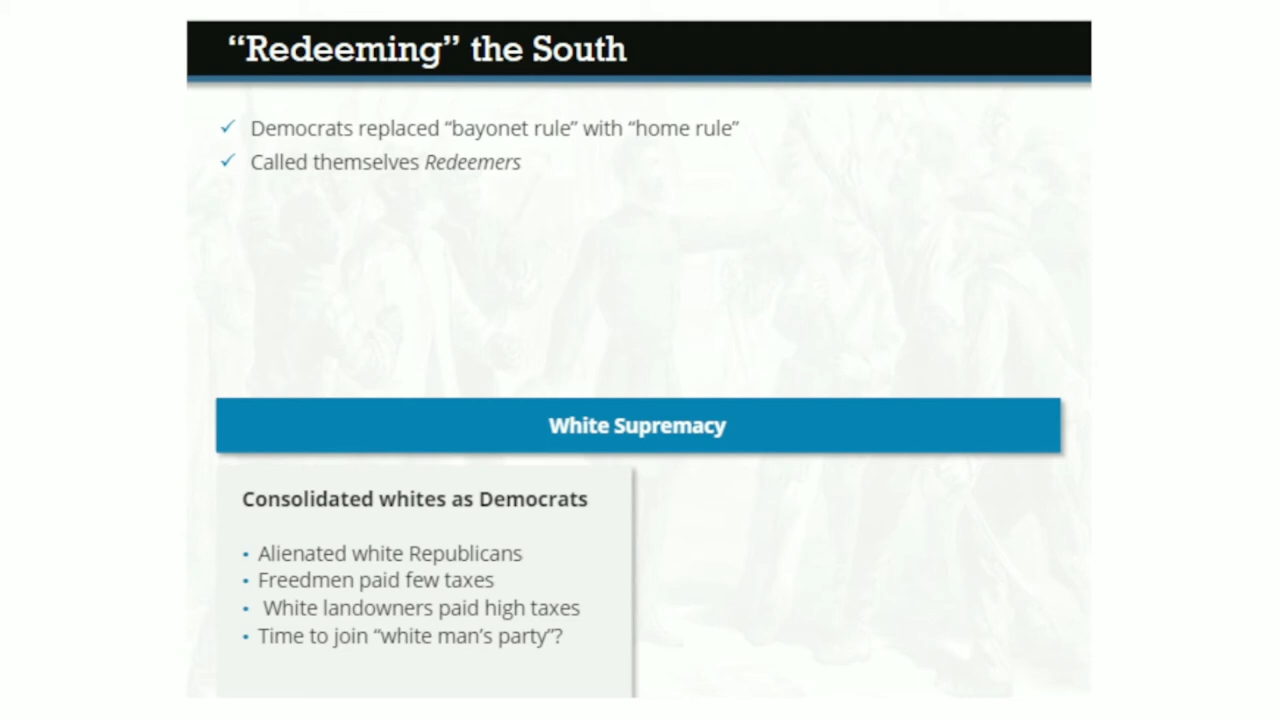 “Redeeming” the South
✓ Democrats replaced “bayonet rule” with “home rule”
✓ Called themselves Redeemers
White Supremacy
Consolidated whites as Democrats
• Alienated white Republicans
• Freedmen paid few taxes
• White landowners paid high taxes
• Time to join “white man’s party”?